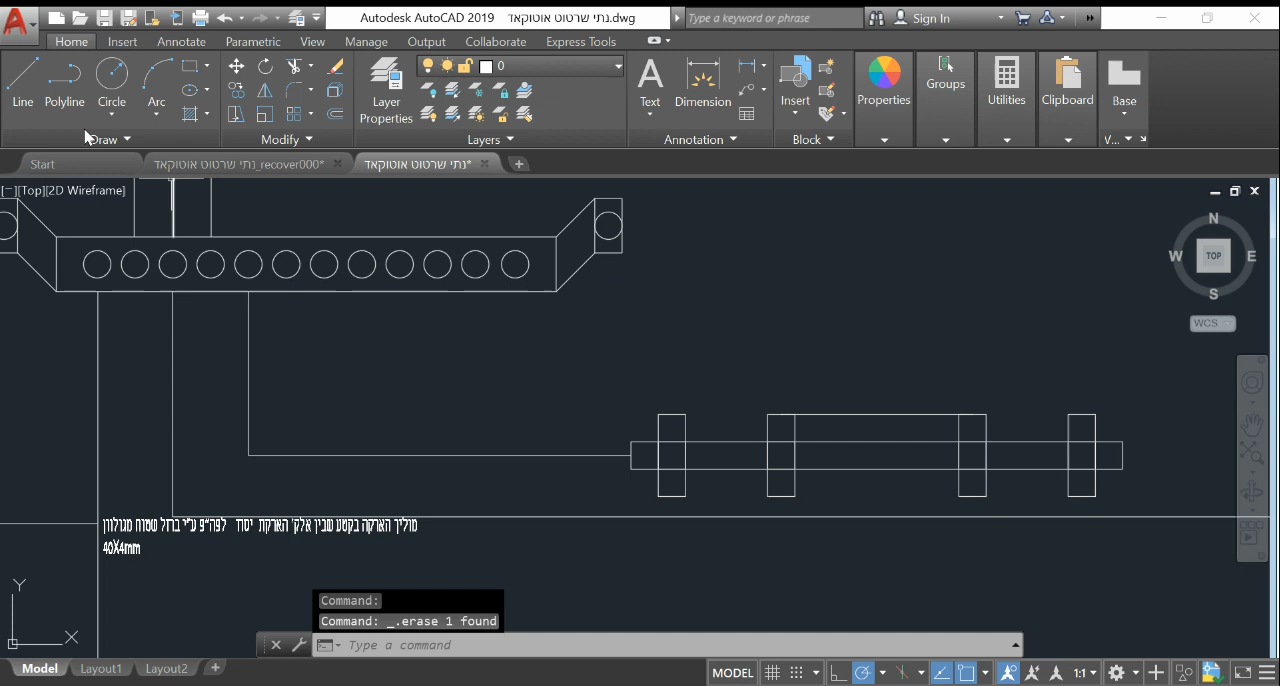 Autodesk AutoCAD 2019 נתי שרטוט אוטוקאד.dwg
Type a keyword or phrase
Sign In
Home Insert Annotate Parametric View Manage Output Collaborate Express Tools
0
Line Polyline Circle Arc
Layer Properties
Text Dimension
Insert
Properties Groups Utilities Clipboard Base
Draw Modify Layers Annotation Block V...
Start
נתי שרטוט אוטוקאד_recover000*
נתי שרטוט אוטוקאד*
[−][Top][2D Wireframe]
N
W TOP E
S
WCS
מוליך הארקה בקטע שבין אלק' הארקת יסוד לפה"פ ע"י ברזל שטוח מגולוון
40X4mm
Y
X
Command:
Command: _.erase 1 found
Type a command
Model Layout1 Layout2
MODEL
1:1